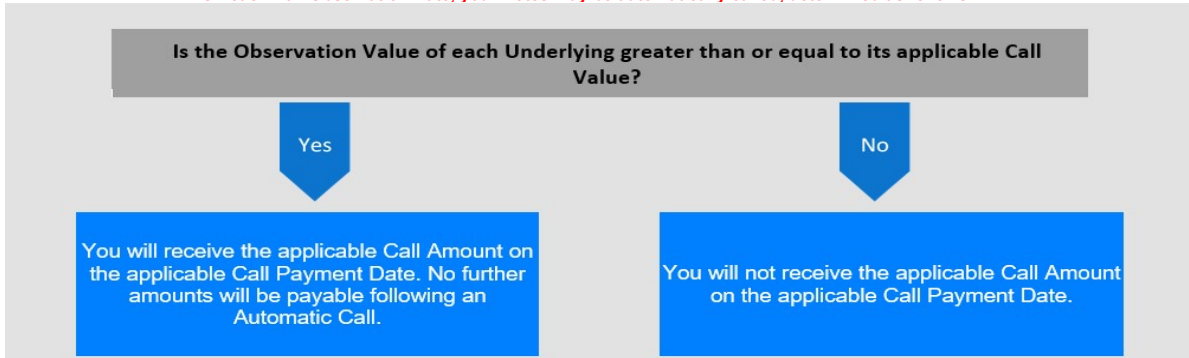 Is the Observation Value of each Underlying greater than or equal to its applicable Call
Value?
Yes
No
You will receive the applicable Call Amount on
the applicable Call Payment Date. No further
amounts will be payable following an
Automatic Call.
You will not receive the applicable Call Amount
on the applicable Call Payment Date.